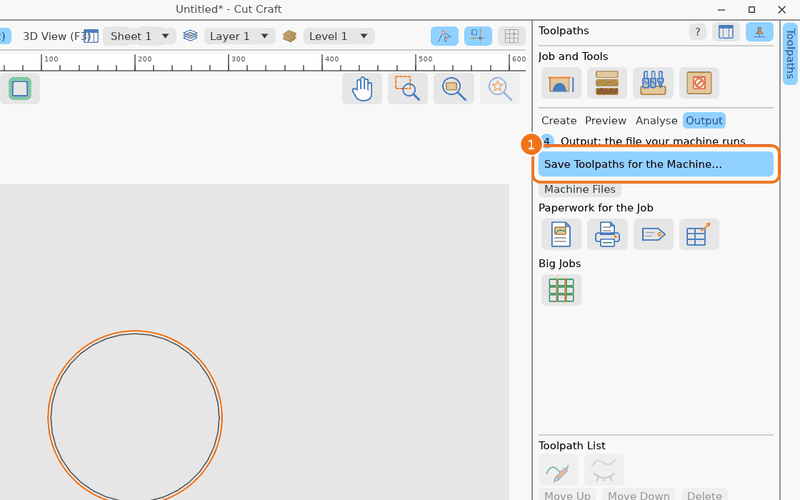 Untitled* - Cut Craft
3D View (F3)
Sheet 1
Layer 1
Level 1
Toolpaths
?
Toolpaths
100
200
300
400
500
600
Job and Tools
Create
Preview
Analyse
Output
1
4 Output: the file your machine runs
Save Toolpaths for the Machine...
Machine Files
Paperwork for the Job
Big Jobs
Toolpath List
Move Up
Move Down
Delete